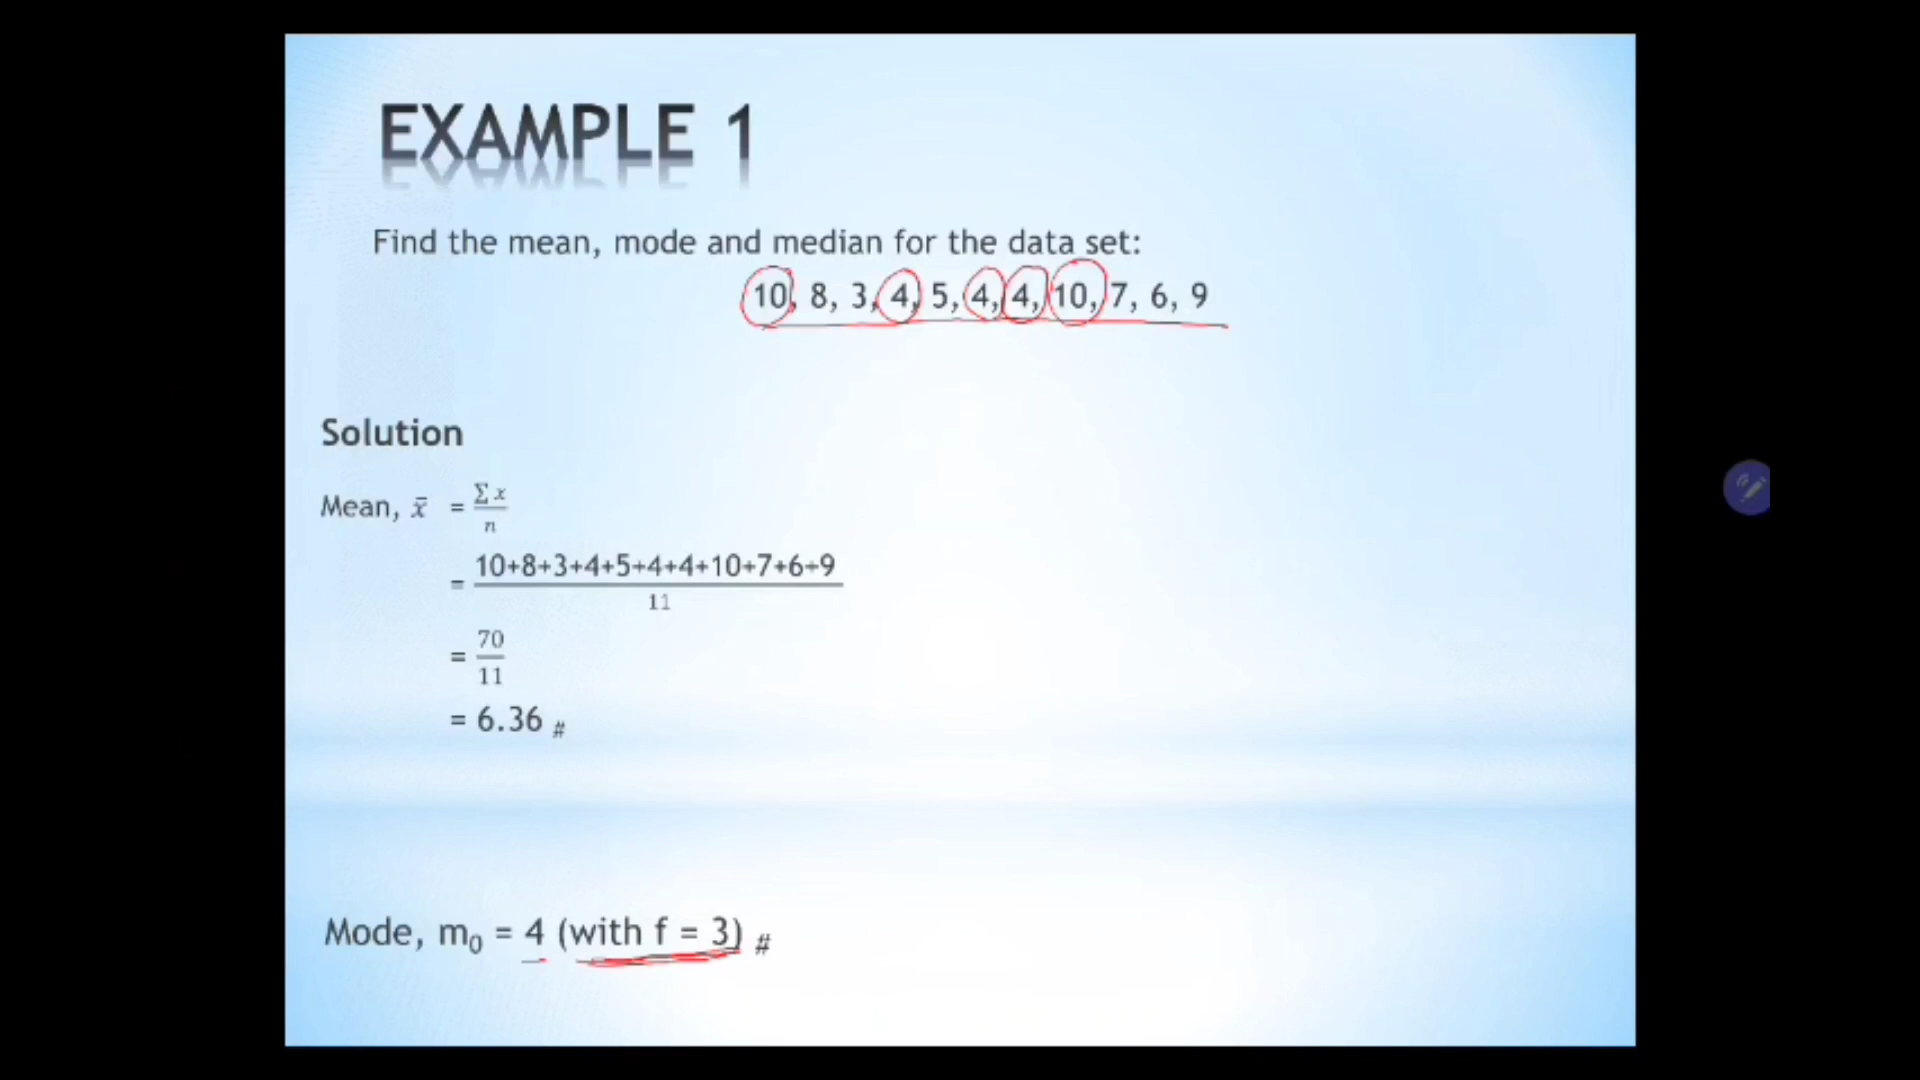 EXAMPLE 1
Find the mean, mode and median for the data set:
10, 8, 3, 4, 5, 4, 4, 10, 7, 6, 9
Solution
Mean, x̄ = ∑x / n
= 10+8+3+4+5+4+4+10+7+6+9 / 11
= 70 / 11
= 6.36 #
Mode, m₀ = 4 (with f = 3) #